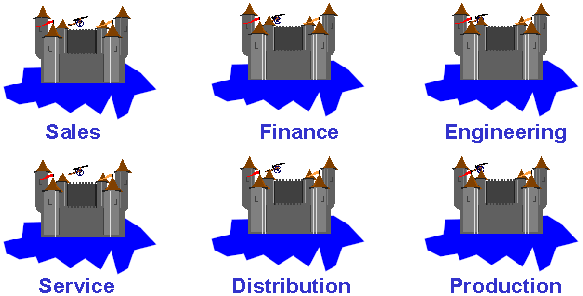 Sales Finance Engineering
Service Distribution Production